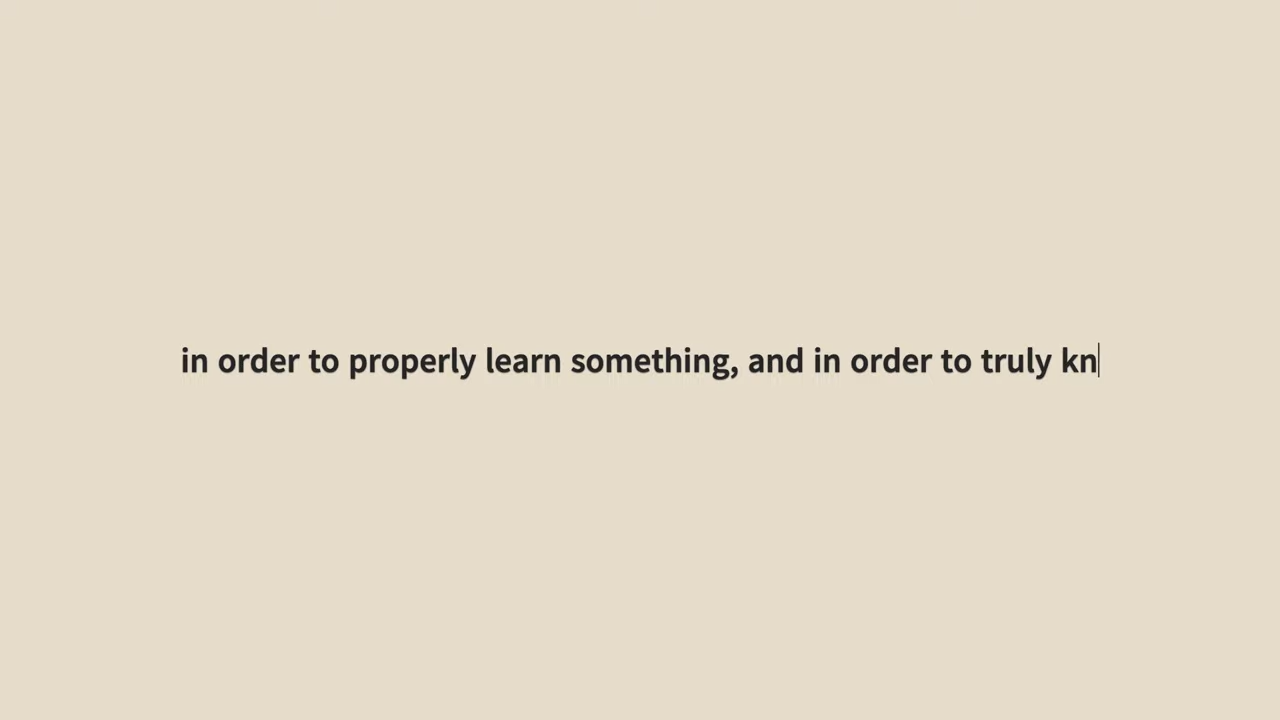 in order to properly learn something, and in order to truly kn